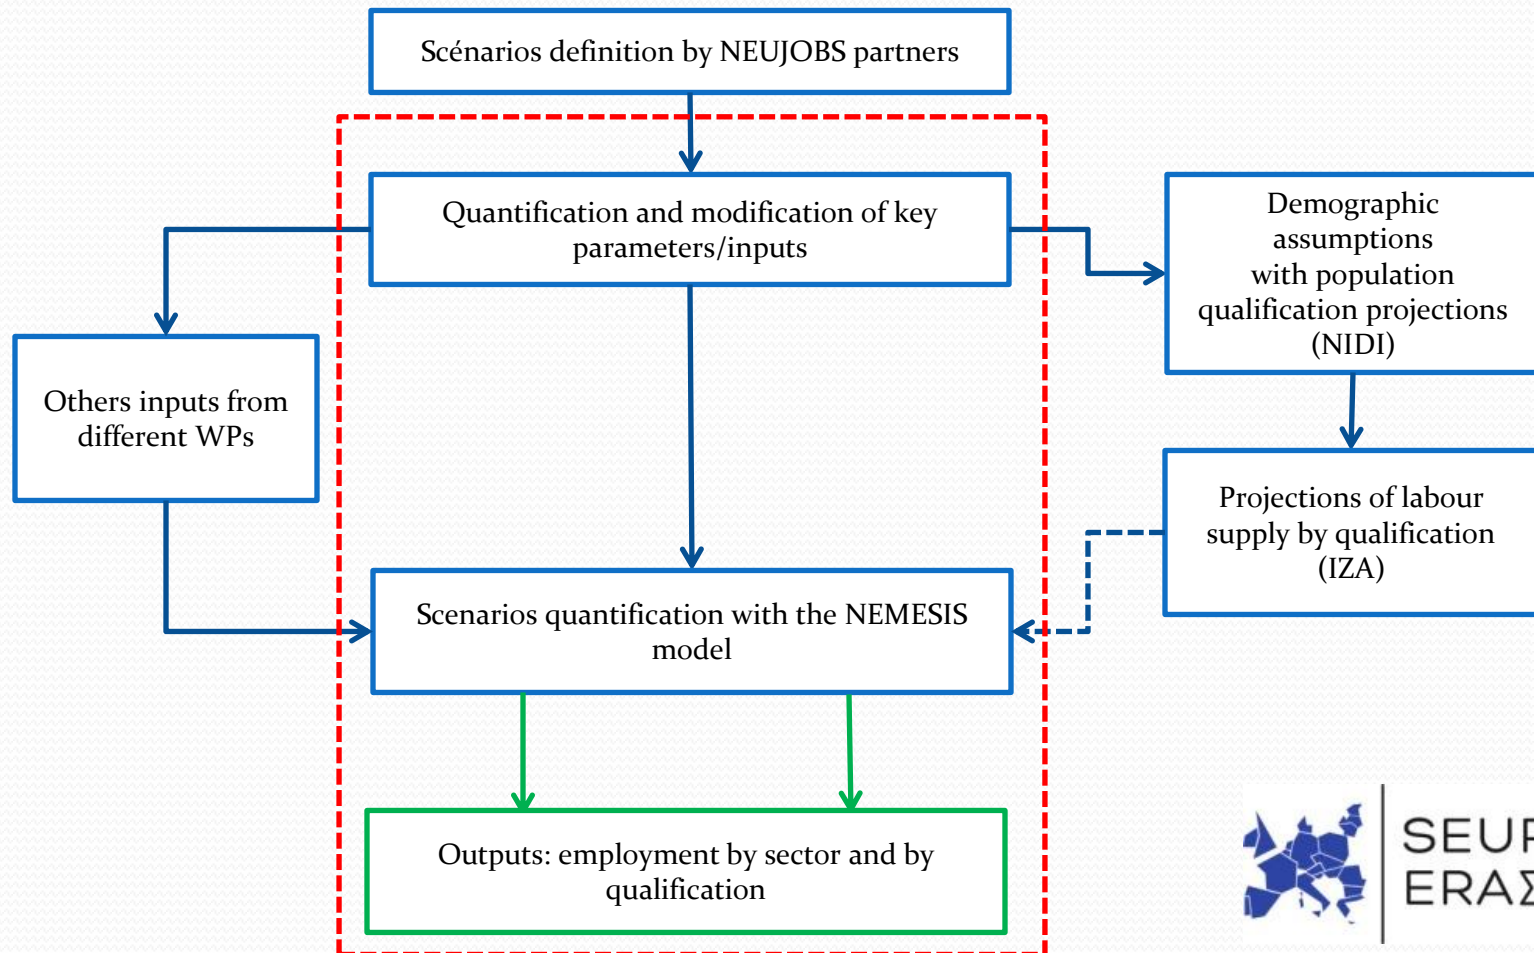 Scénarios definition by NEUJOBS partners
Quantification and modification of key
parameters/inputs
Demographic
assumptions
with population
qualification projections
(NIDI)
Others inputs from
different WPs
Projections of labour
supply by qualification
(IZA)
Scenarios quantification with the NEMESIS
model
Outputs: employment by sector and by
qualification
SEUR
ERAΣ